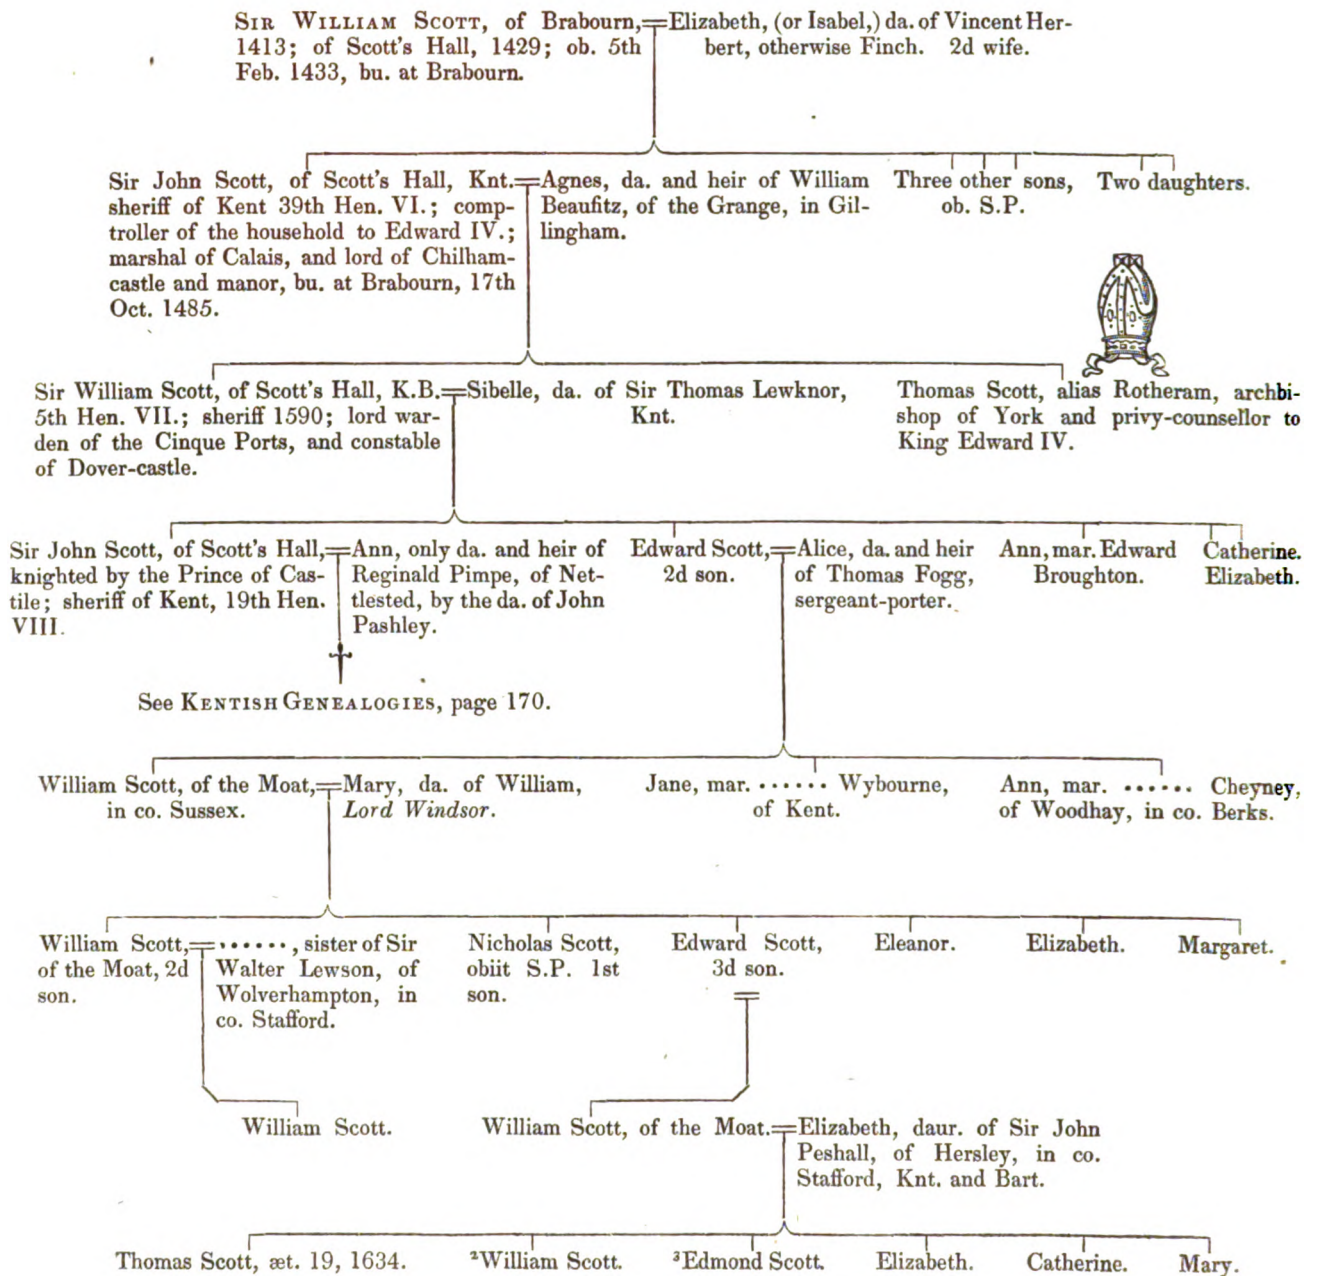 SIR WILLIAM SCOTT, of Brabourn,
1413; of Scott's Hall, 1429; ob. 5th
Feb. 1433, bu. at Brabourn.
Elizabeth, (or Isabel,) da. of Vincent Her-
bert, otherwise Finch. 2d wife.
Sir John Scott, of Scott's Hall, Knt.
sheriff of Kent 39th Hen. VI.; comp-
troller of the household to Edward IV.;
marshal of Calais, and lord of Chilham-
castle and manor, bu. at Brabourn, 17th
Oct. 1485.
Agnes, da. and heir of William
Beaufitz, of the Grange, in Gil-
lingham.
Three other sons,
ob. S.P.
Two daughters.
Sir William Scott, of Scott's Hall, K.B.
5th Hen. VII.; sheriff 1590; lord war-
den of the Cinque Ports, and constable
of Dover-castle.
Sibelle, da. of Sir Thomas Lewknor,
Knt.
Thomas Scott, alias Rotheram, archbi-
shop of York and privy-counsellor to
King Edward IV.
Sir John Scott, of Scott's Hall,
knighted by the Prince of Cas-
tile; sheriff of Kent, 19th Hen.
VIII.
Ann, only da. and heir of
Reginald Pimpe, of Net-
tlested, by the da. of John
Pashley.
Edward Scott,
2d son.
Alice, da. and heir
of Thomas Fogg,
sergeant-porter.
Ann, mar. Edward
Broughton.
Catherine.
Elizabeth.
See KENTISH GENEALOGIES, page 170.
William Scott, of the Moat,
in co. Sussex.
Mary, da. of William,
Lord Windsor.
Jane, mar. ...... Wybourne,
of Kent.
Ann, mar. ...... Cheyney,
of Woodhay, in co. Berks.
William Scott,
of the Moat, 2d
son.
......, sister of Sir
Walter Lewson, of
Wolverhampton, in
co. Stafford.
Nicholas Scott,
obiit S.P. 1st
son.
Edward Scott,
3d son.
Eleanor.
Elizabeth.
Margaret.
William Scott.
William Scott, of the Moat.
Elizabeth, daur. of Sir John
Peshall, of Hersley, in co.
Stafford, Knt. and Bart.
Thomas Scott, æt. 19, 1634.
²William Scott.
³Edmond Scott.
Elizabeth.
Catherine.
Mary.